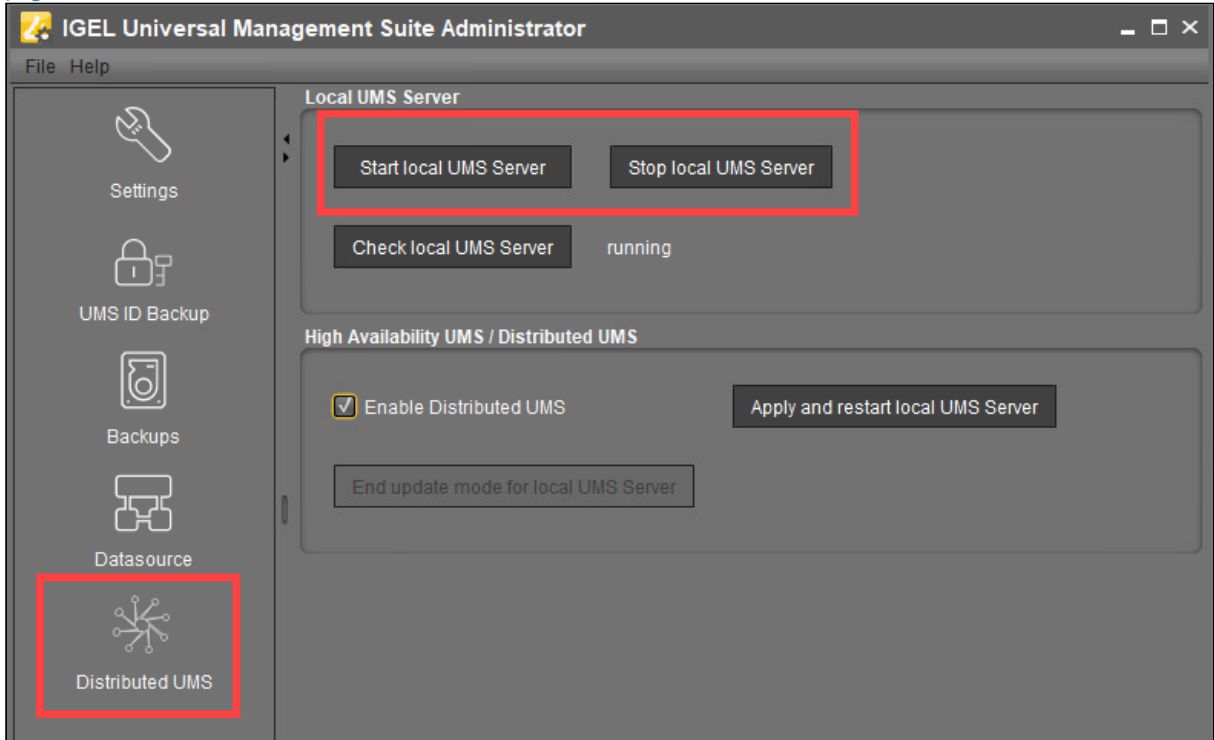 IGEL Universal Management Suite Administrator
File Help
Settings
UMS ID Backup
Backups
Datasource
Distributed UMS
Local UMS Server
Start local UMS Server Stop local UMS Server
Check local UMS Server running
High Availability UMS / Distributed UMS
Enable Distributed UMS Apply and restart local UMS Server
End update mode for local UMS Server